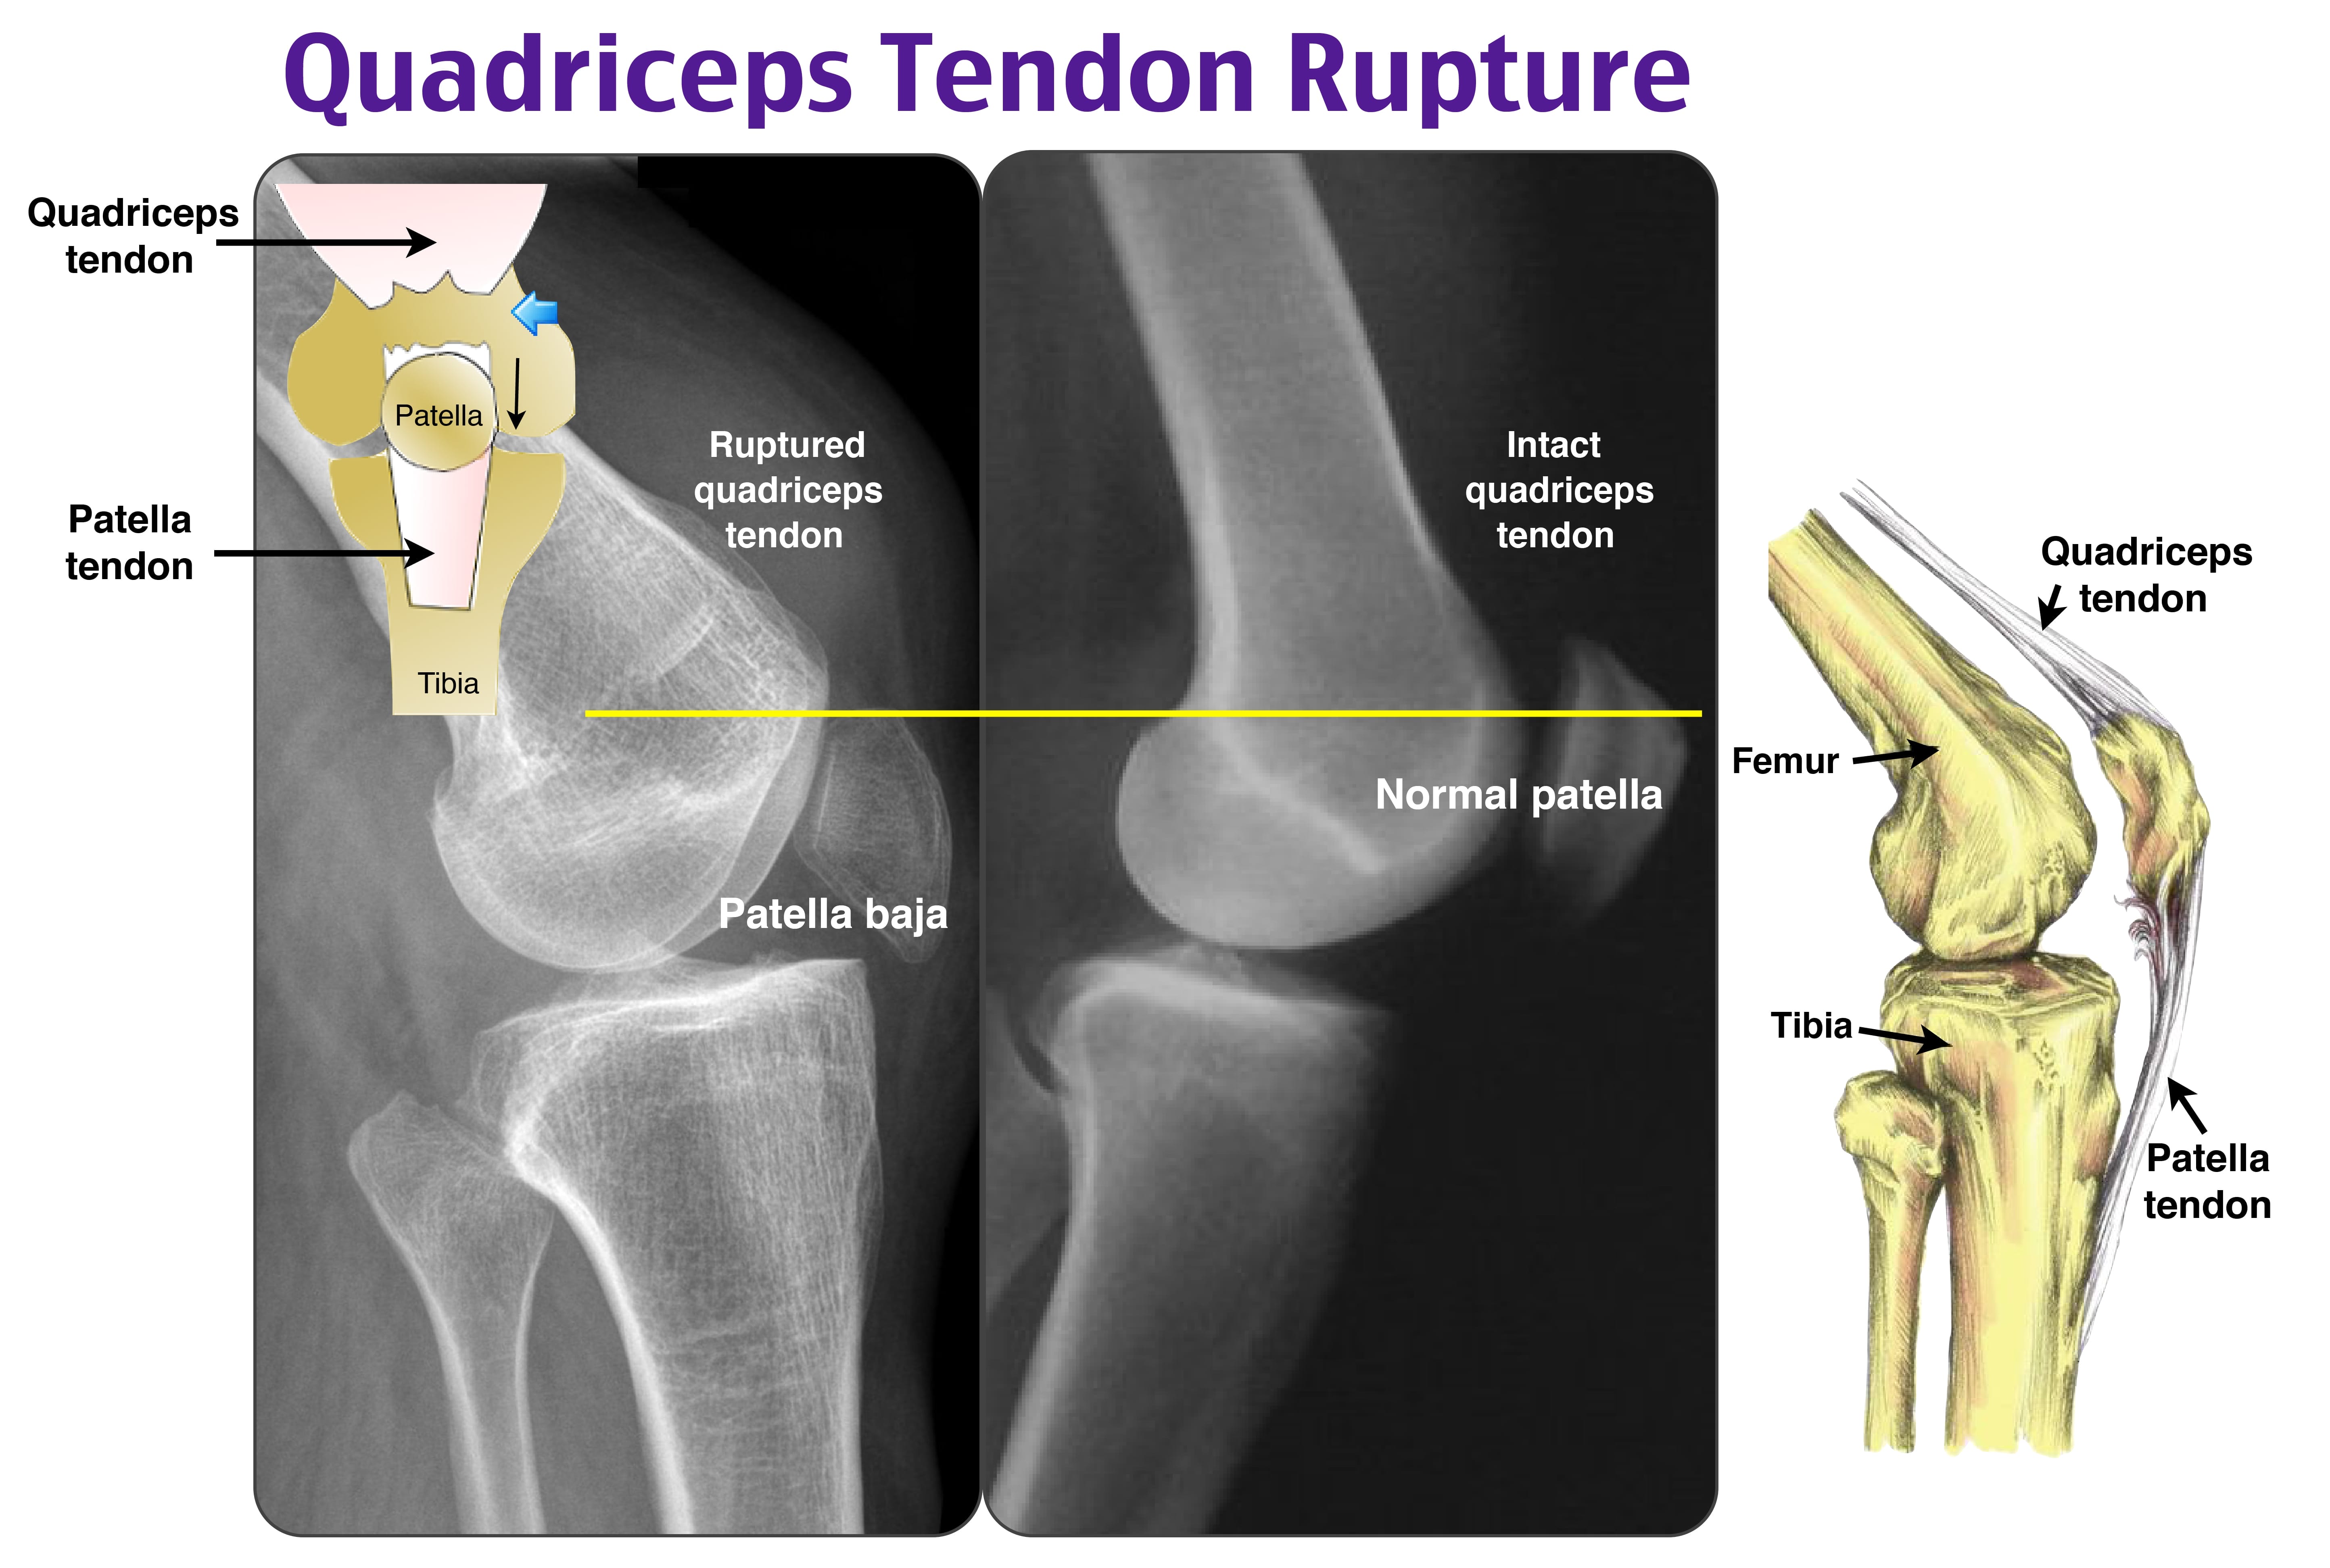 Quadriceps Tendon Rupture
Quadriceps
tendon
Patella
Patella
tendon
Tibia
Ruptured
quadriceps
tendon
Patella baja
Intact
quadriceps
tendon
Normal patella
Quadriceps
tendon
Femur
Tibia
Patella
tendon